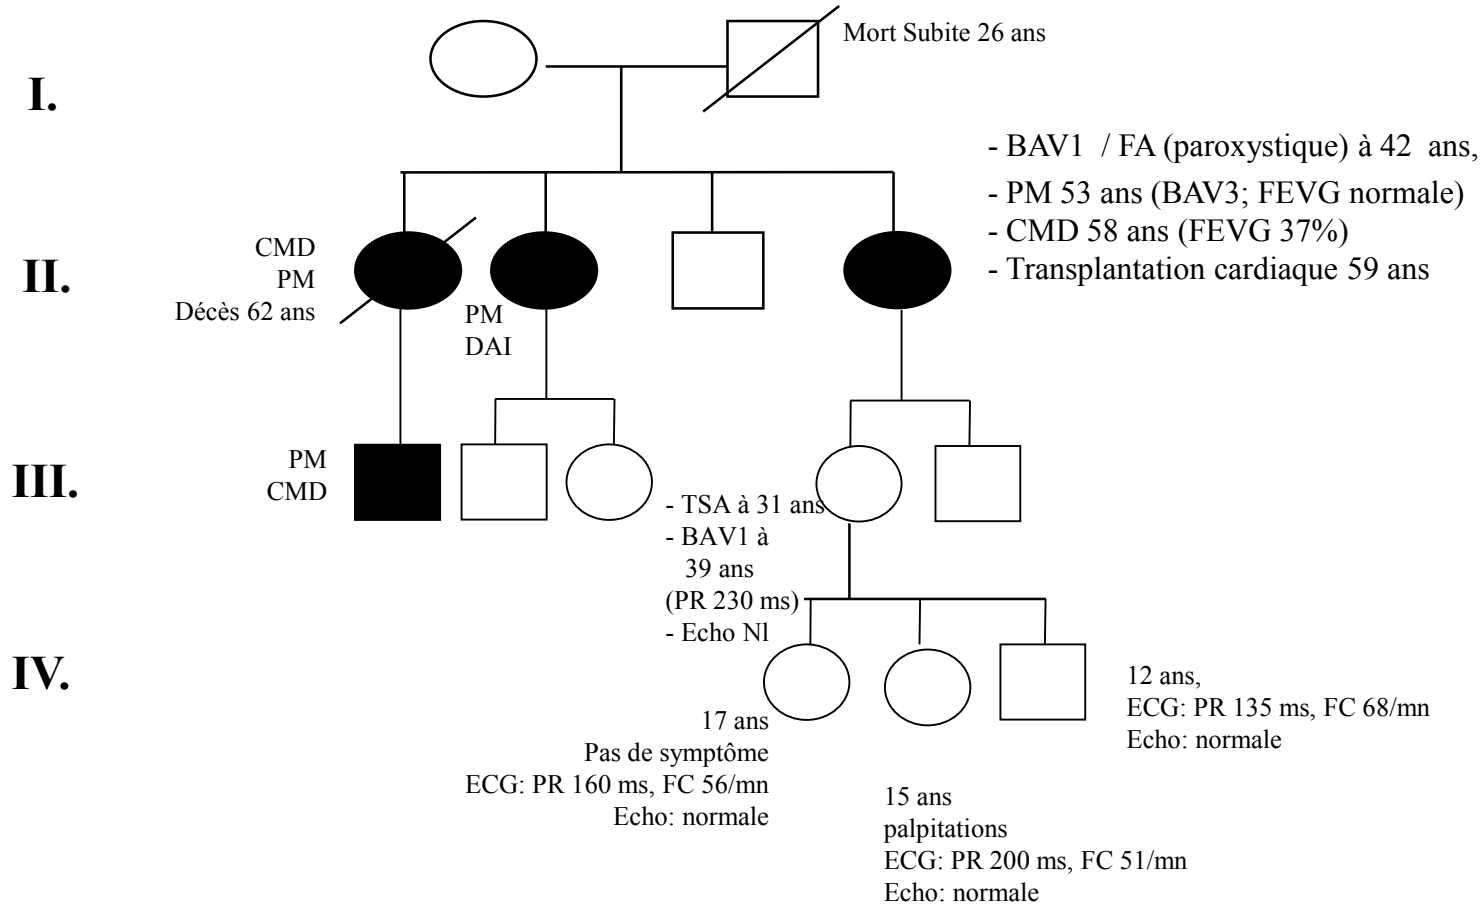 I.
Mort Subite 26 ans
- BAV1 / FA (paroxystique) à 42 ans,
- PM 53 ans (BAV3; FEVG normale)
- CMD 58 ans (FEVG 37%)
- Transplantation cardiaque 59 ans
II.
CMD
PM
Décès 62 ans
PM
DAI
III.
PM
CMD
- TSA à 31 ans
- BAV1 à
39 ans
(PR 230 ms)
- Echo Nl
IV.
17 ans
Pas de symptôme
ECG: PR 160 ms, FC 56/mn
Echo: normale
15 ans
palpitations
ECG: PR 200 ms, FC 51/mn
Echo: normale
12 ans,
ECG: PR 135 ms, FC 68/mn
Echo: normale